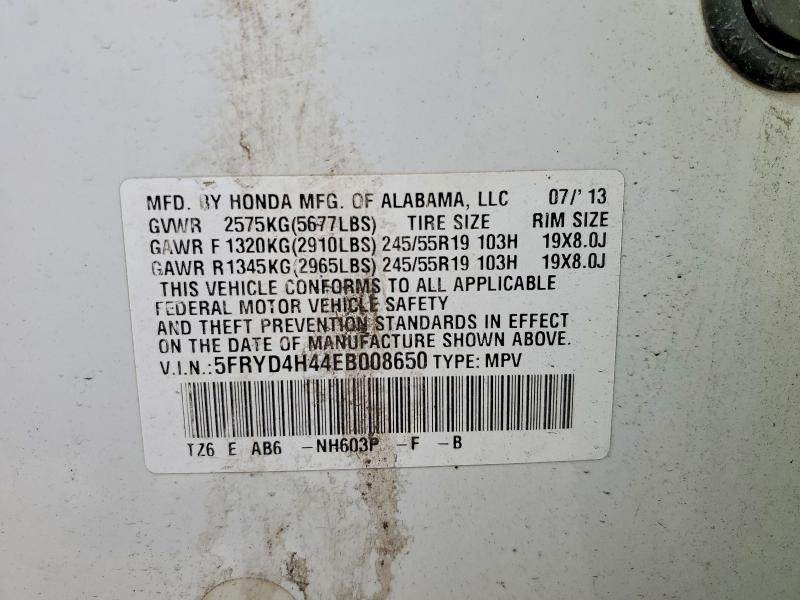 MFD. BY HONDA MFG. OF ALABAMA, LLC 07/'13
GVWR 2575KG(5677LBS) TIRE SIZE RIM SIZE
GAWR F 1320KG(2910LBS) 245/55R19 103H 19X8.0J
GAWR R1345KG(2965LBS) 245/55R19 103H 19X8.0J
THIS VEHICLE CONFORMS TO ALL APPLICABLE
FEDERAL MOTOR VEHICLE SAFETY
AND THEFT PREVENTION STANDARDS IN EFFECT
ON THE DATE OF MANUFACTURE SHOWN ABOVE.
V.I.N.:5FRYD4H44EB008650 TYPE: MPV
TZ6 E AB6 -NH603P -F -B